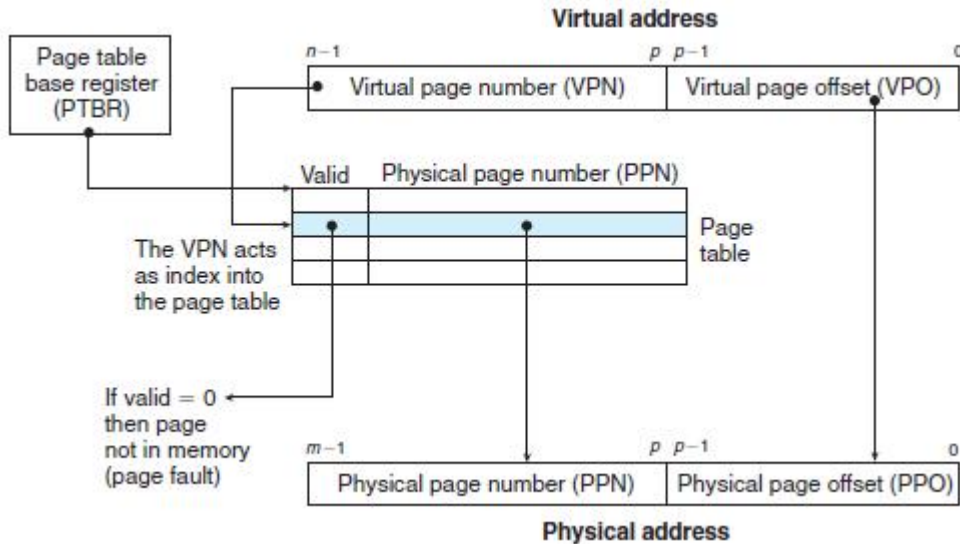 Virtual address
n−1 p p−1 0
Page table
base register
(PTBR)
Virtual page number (VPN) Virtual page offset (VPO)
Valid Physical page number (PPN)
Page
table
The VPN acts
as index into
the page table
If valid = 0
then page
not in memory
(page fault)
m−1 p p−1 0
Physical page number (PPN) Physical page offset (PPO)
Physical address